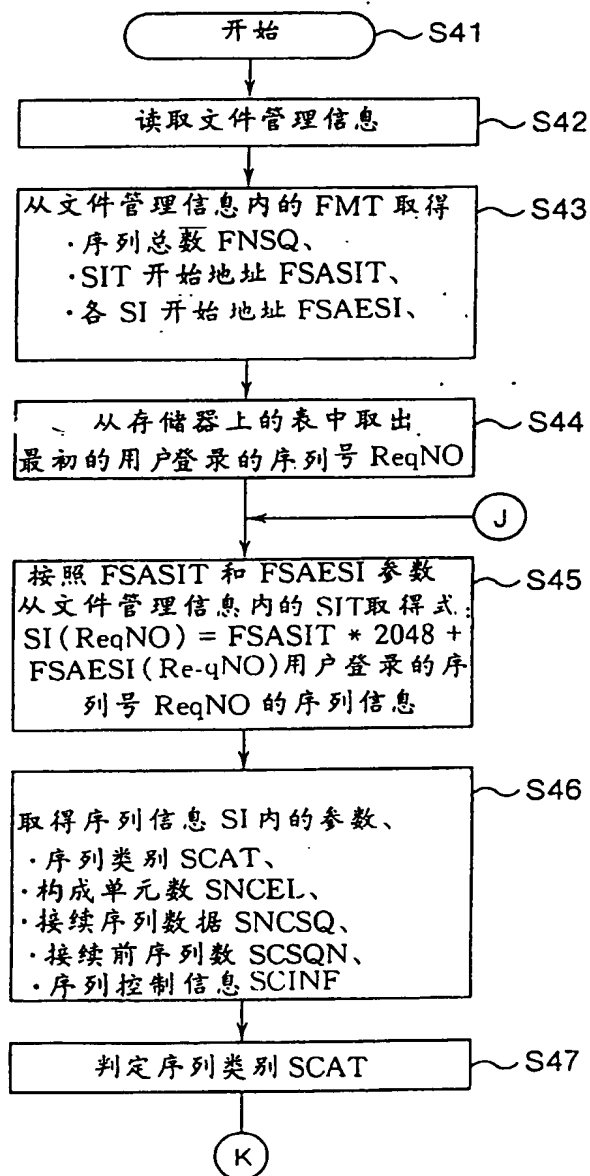 开始
S41
读取文件管理信息
S42
从文件管理信息内的 FMT 取得
·序列总数 FNSQ、
·SIT 开始地址 FSASIT、
·各 SI 开始地址 FSAESI、
S43
从存储器上的表中取出
最初的用户登录的序列号 ReqNO
S44
J
按照 FSASIT 和 FSAESI 参数
从文件管理信息内的 SIT取得式:
SI(ReqNO) = FSASIT * 2048 +
FSAESI(Re-qNO)用户登录的序
列号 ReqNO 的序列信息
S45
取得序列信息 SI 内的参数、
·序列类别 SCAT、
·构成单元数 SNCEL、
·接续序列数据 SNCSQ、
·接续前序列数 SCSQN、
·序列控制信息 SCINF
S46
判定序列类别 SCAT
S47
K